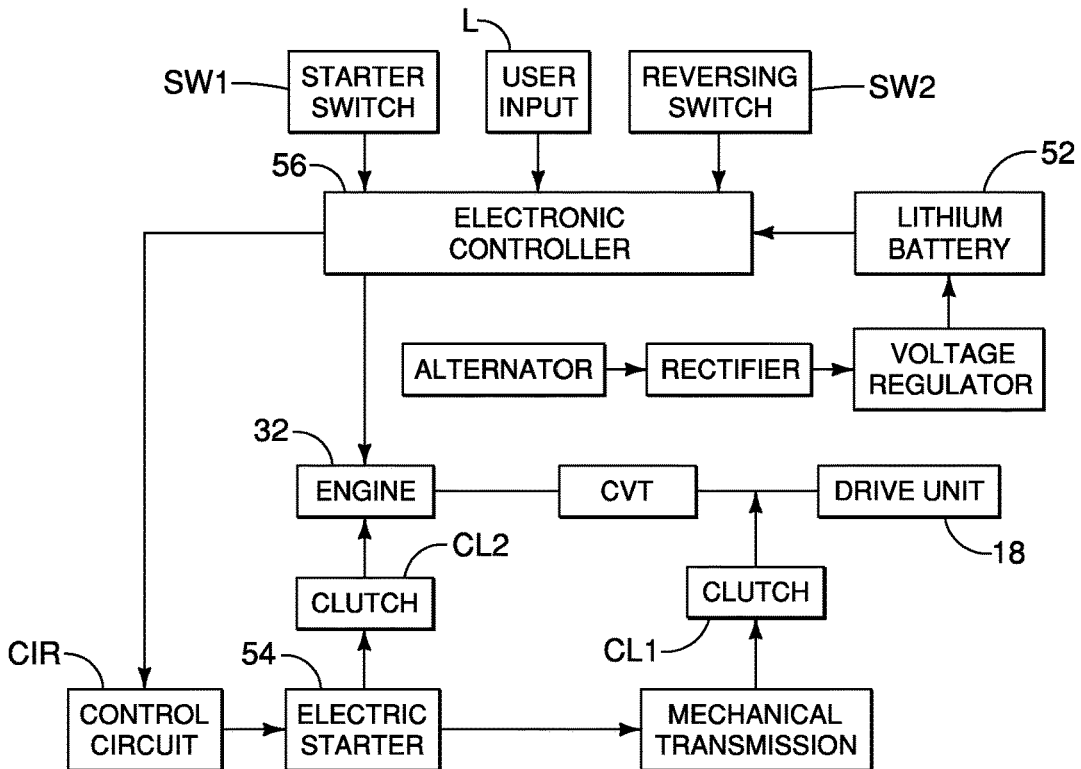 L
SW1
STARTER
SWITCH
USER
INPUT
REVERSING
SWITCH
SW2
56
52
ELECTRONIC
CONTROLLER
LITHIUM
BATTERY
ALTERNATOR
RECTIFIER
VOLTAGE
REGULATOR
32
ENGINE
CVT
DRIVE UNIT
18
CL2
CLUTCH
CLUTCH
CL1
CIR
54
CONTROL
CIRCUIT
ELECTRIC
STARTER
MECHANICAL
TRANSMISSION